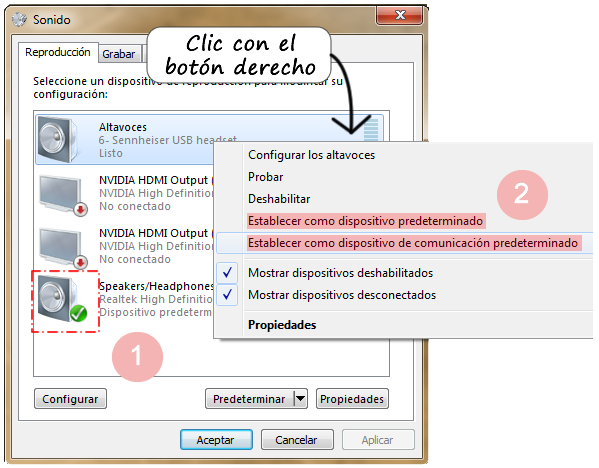 Sonido
Clic con el
botón derecho
Reproducción
Grabar
Seleccione un dispositivo de reproducción para modificar su
configuración:
Altavoces
6- Sennheiser USB headset
Listo
NVIDIA HDMI Output (
NVIDIA High Definition
No conectado
NVIDIA HDMI Output (
NVIDIA High Definition
No conectado
Speakers/Headphones
Realtek High Definition
Dispositivo predeterm
1
Configurar los altavoces
Probar
Deshabilitar
Establecer como dispositivo predeterminado
Establecer como dispositivo de comunicación predeterminado
2
Mostrar dispositivos deshabilitados
Mostrar dispositivos desconectados
Propiedades
Configurar
Predeterminar
Propiedades
Aceptar
Cancelar
Aplicar